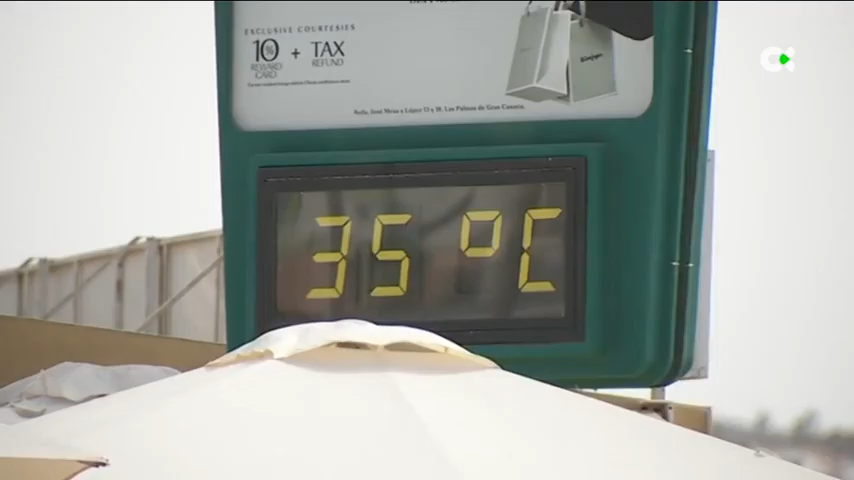 EXCLUSIVE COURTESIES
10% + TAX
REWARD REFUND
CARD
Avda. José Mesa y López 15 y 18. Las Palmas de Gran Canaria
35 °C